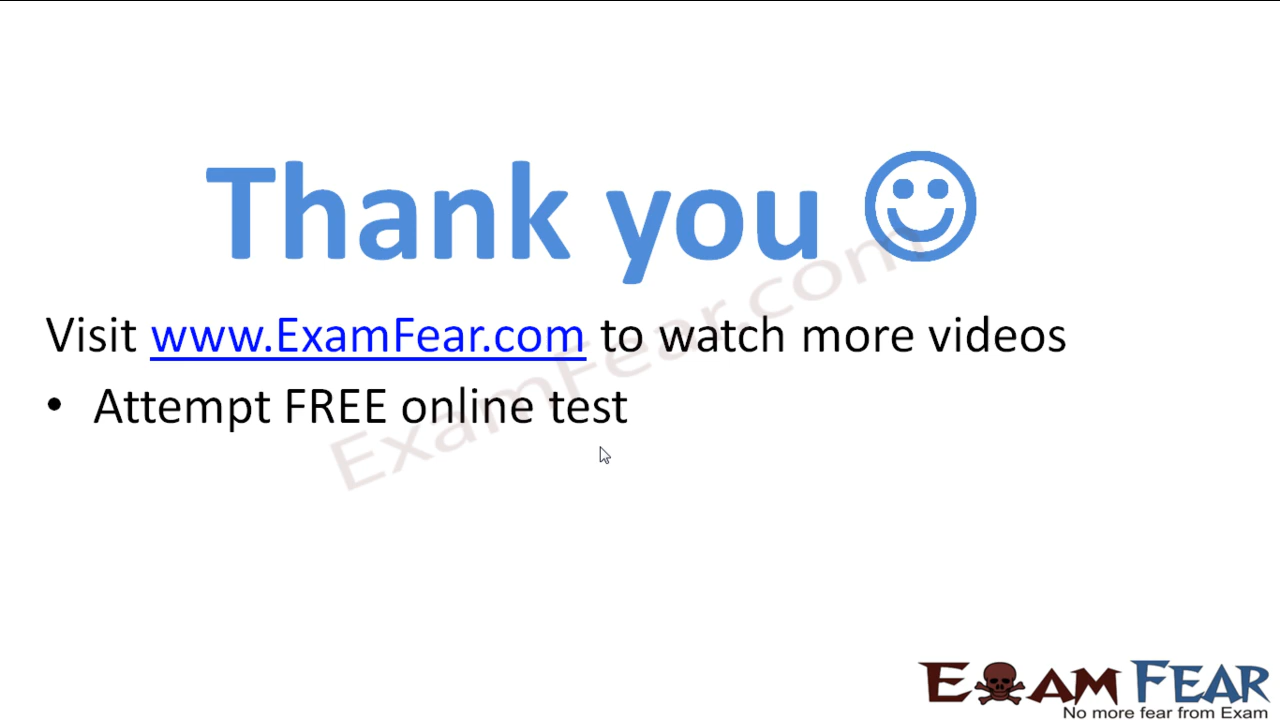 Thank you
Visit www.ExamFear.com to watch more videos
• Attempt FREE online test
ExamFear.com
EXAM FEAR
No more fear from Exam